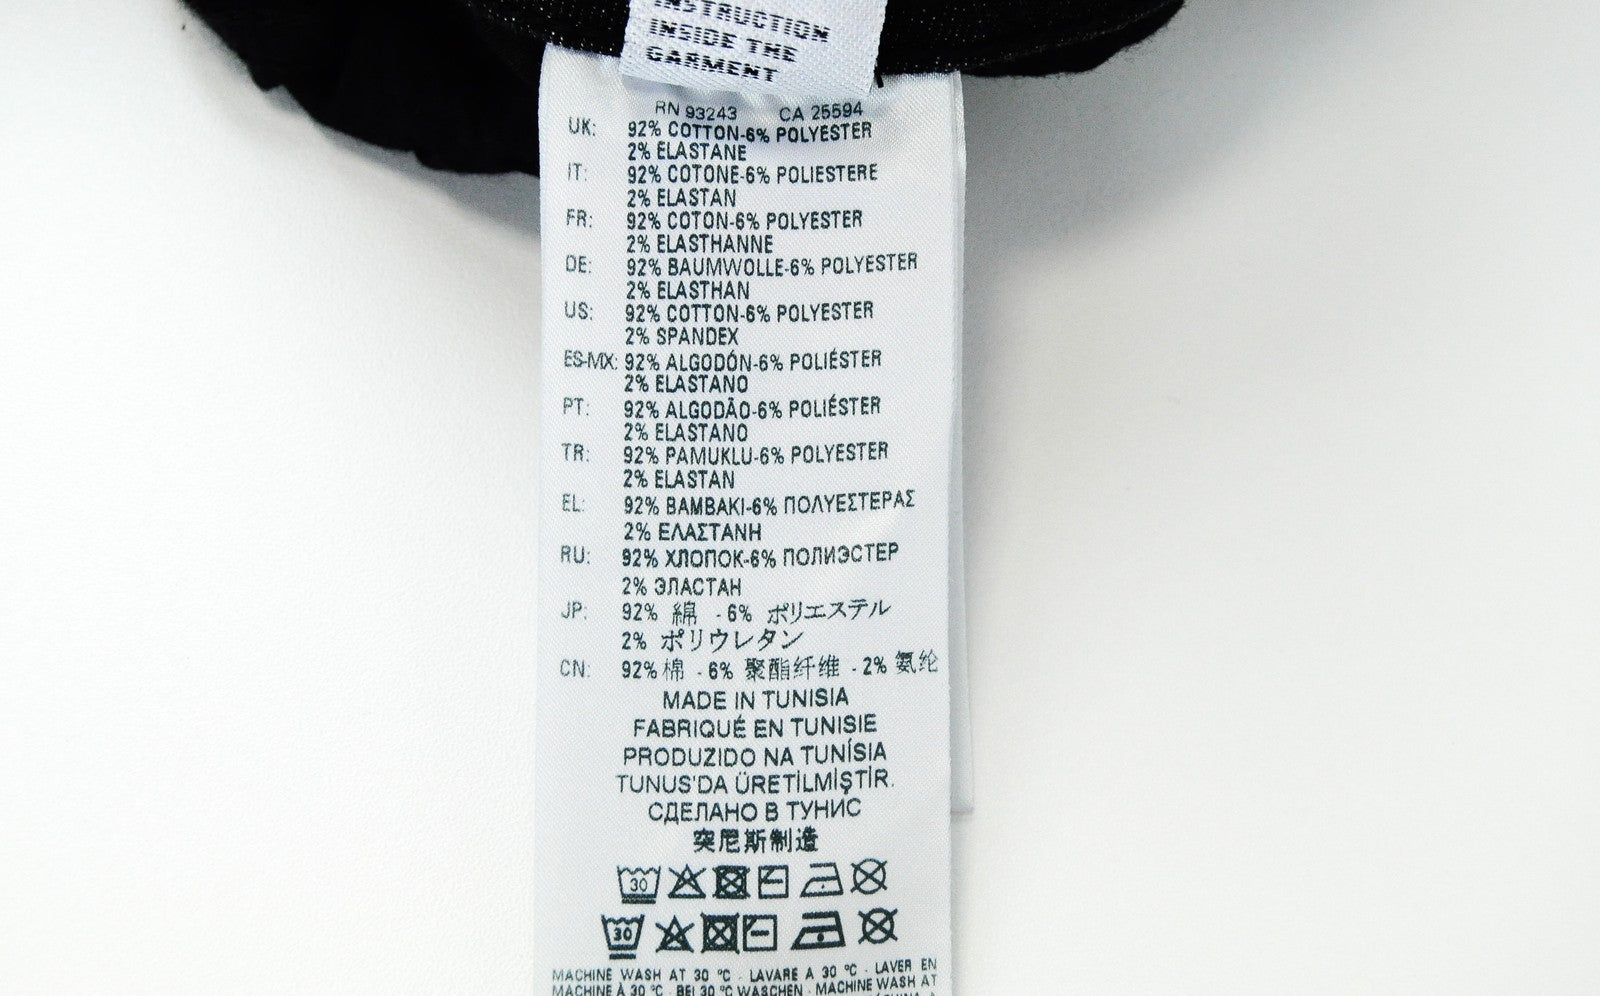 INSTRUCTION
INSIDE THE
GARMENT
RN 93243 CA 25594
UK: 92% COTTON-6% POLYESTER
2% ELASTANE
IT: 92% COTONE-6% POLIESTERE
2% ELASTAN
FR: 92% COTON-6% POLYESTER
2% ELASTHANNE
DE: 92% BAUMWOLLE-6% POLYESTER
2% ELASTHAN
US: 92% COTTON-6% POLYESTER
2% SPANDEX
ES-MX: 92% ALGODÓN-6% POLIÉSTER
2% ELASTANO
PT: 92% ALGODÃO-6% POLIÉSTER
2% ELASTANO
TR: 92% PAMUKLU-6% POLYESTER
2% ELASTAN
EL: 92% ΒΑΜΒΑΚΙ-6% ΠΟΛΥΕΣΤΕΡΑΣ
2% ΕΛΑΣΤΑΝΗ
RU: 92% ХЛОПОК-6% ПОЛИЭСТЕР
2% ЭЛАСТАН
JP: 92% 綿 - 6% ポリエステル
2% ポリウレタン
CN: 92% 棉 - 6% 聚酯纤维 - 2% 氨纶
MADE IN TUNISIA
FABRIQUÉ EN TUNISIE
PRODUZIDO NA TUNÍSIA
TUNUS'DA ÜRETİLMİŞTİR.
СДЕЛАНО В ТУНИС
突尼斯制造
30
30
MACHINE WASH AT 30 °C - LAVARE A 30 °C - LAVER EN
MACHINE À 30 °C - BEI 30 °C WASCHEN - MACHINE WASH AT